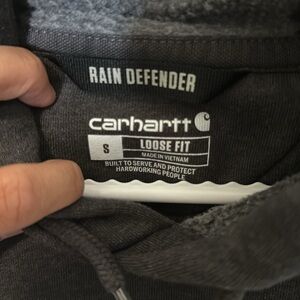 RAIN DEFENDER
carhartt
S
LOOSE FIT
MADE IN VIETNAM
BUILT TO SERVE AND PROTECT
HARDWORKING PEOPLE